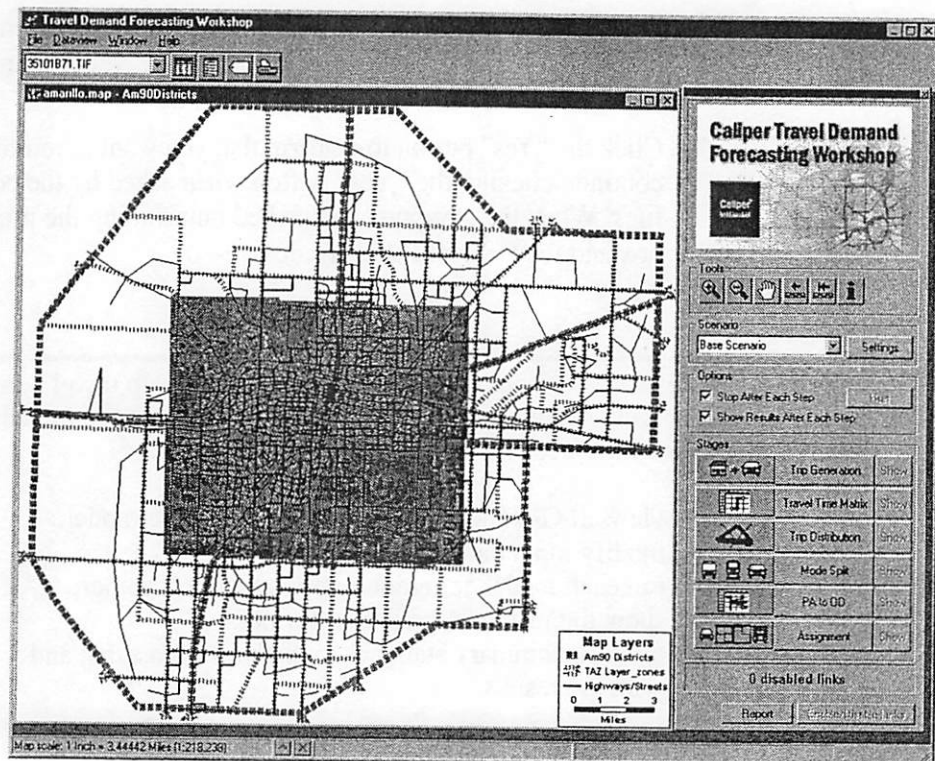 Travel Demand Forecasting Workshop
File Dataview Window Help
35101B71.TIF
amarillo.map - Am90Districts
Caliper Travel Demand
Forecasting Workshop
Caliper
Tools
Scenario
Base Scenario
Settings
Options
Stop After Each Step
Show Results After Each Step
Stages
Trip Generation Show
Travel Time Matrix Show
Trip Distribution Show
Mode Split Show
PA to OD Show
Assignment Show
0 disabled links
Report
Map Layers
Am90 Districts
TAZ Layer_zones
Highways/Streets
0 1 2 3
Miles
Map scale: 1 Inch = 3.44442 Miles (1:218,238)